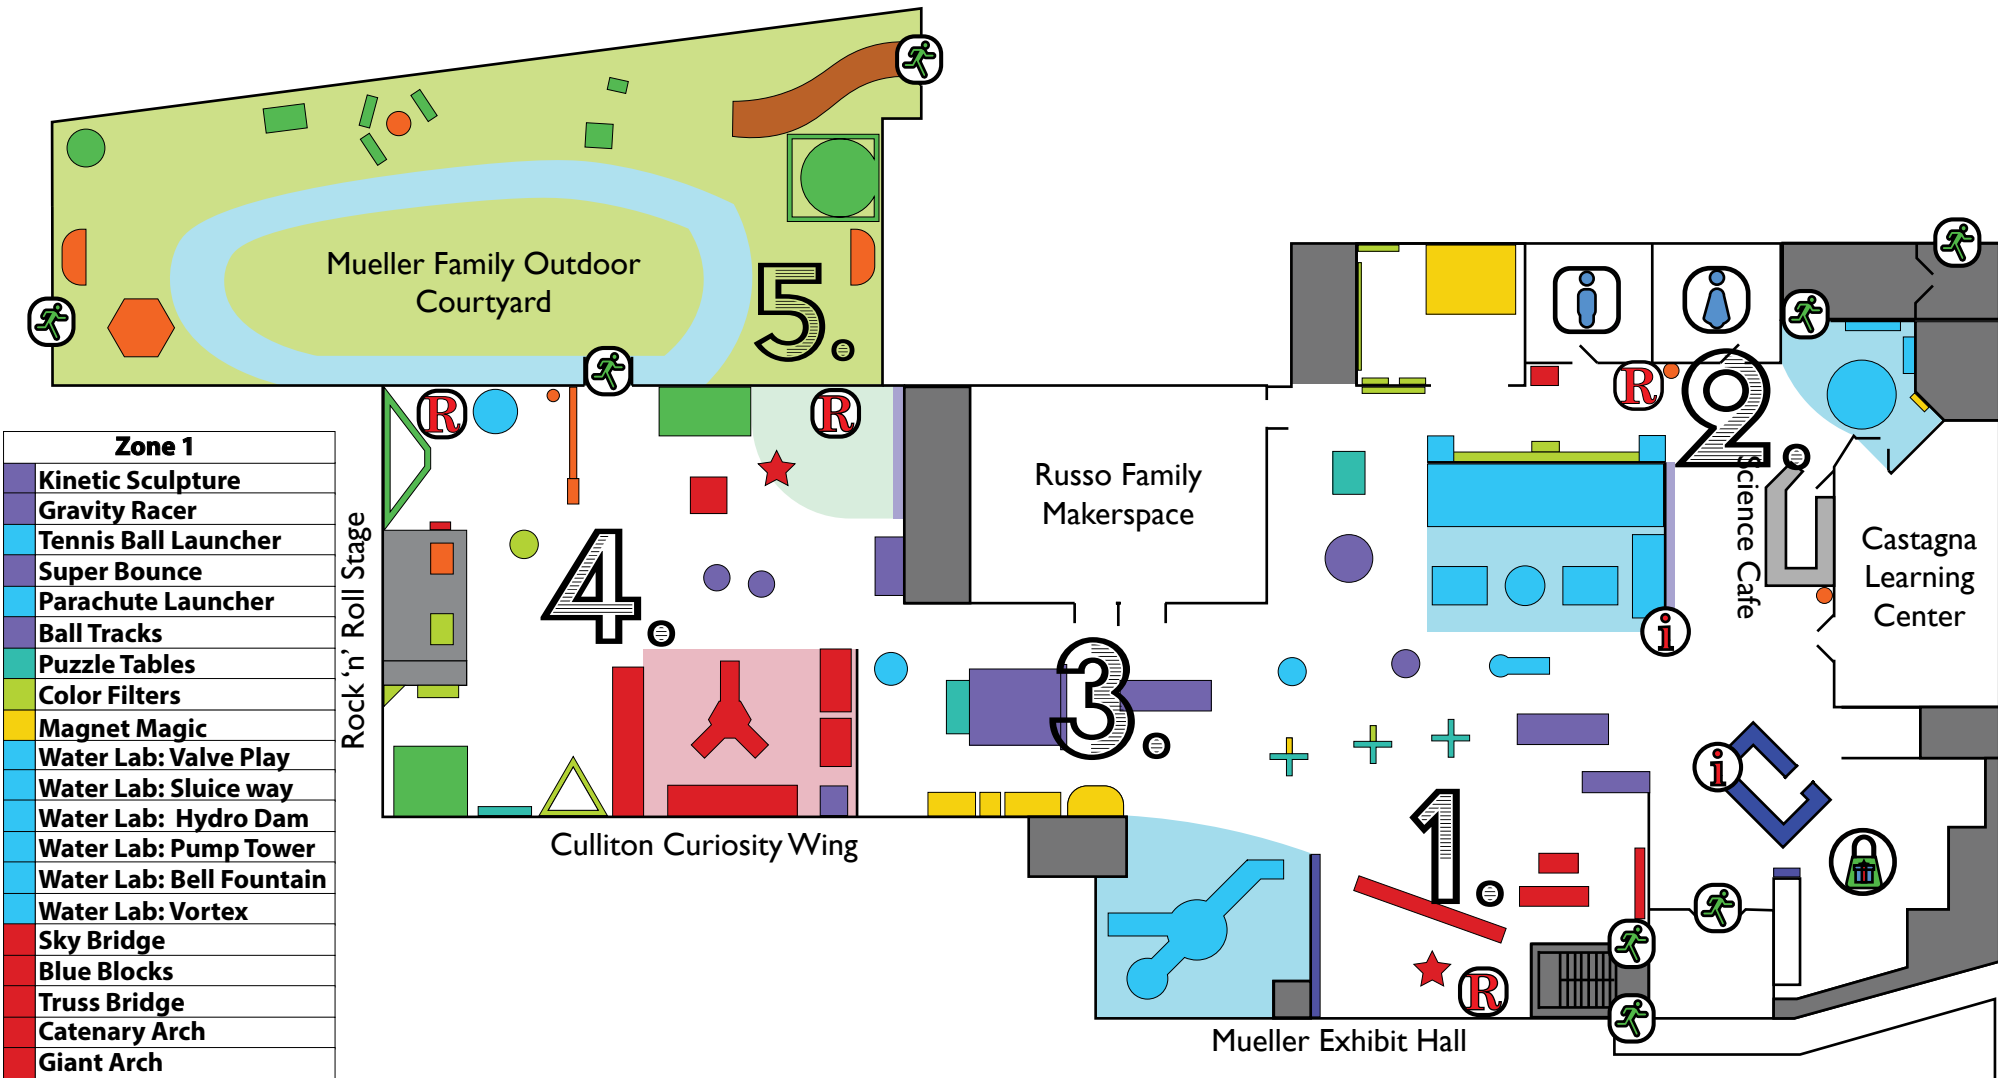 Mueller Family Outdoor
Courtyard
5.
R
R
R
2.
Science Cafe
Russo Family
Makerspace
Castagna
Learning
Center
4.
Rock 'n' Roll Stage
3.
i
i
1.
R
Culliton Curiosity Wing
Mueller Exhibit Hall
Zone 1
Kinetic Sculpture
Gravity Racer
Tennis Ball Launcher
Super Bounce
Parachute Launcher
Ball Tracks
Puzzle Tables
Color Filters
Magnet Magic
Water Lab: Valve Play
Water Lab: Sluice way
Water Lab:  Hydro Dam
Water Lab: Pump Tower
Water Lab: Bell Fountain
Water Lab: Vortex
Sky Bridge
Blue Blocks
Truss Bridge
Catenary Arch
Giant Arch